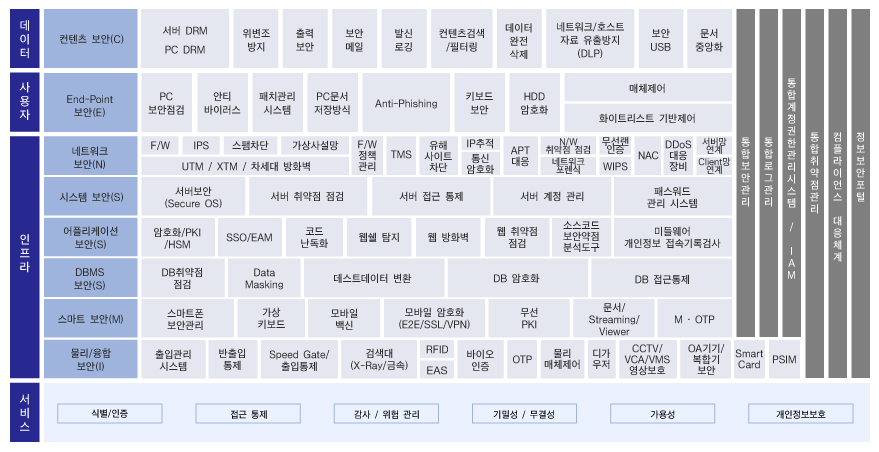 데이터
컨텐츠 보안(C)
서버 DRM
PC DRM
위변조
방지
출력
보안
보안
메일
발신
로깅
컨텐츠검색
/필터링
데이터
완전
삭제
네트워크/호스트
자료 유출방지
(DLP)
보안
USB
문서
중앙화
사용자
End-Point
보안(E)
PC
보안점검
안티
바이러스
패치관리
시스템
PC문서
저장방식
Anti-Phishing
키보드
보안
HDD
암호화
매체제어
화이트리스트 기반제어
인프라
네트워크
보안(N)
F/W
IPS
스팸차단
가상사설망
UTM / XTM / 차세대 방화벽
F/W
정책
관리
TMS
유해
사이트
차단
IP추적
통신
암호화
APT
대응
N/W
취약점 점검
네트워크
포렌식
무선랜
인증
WIPS
NAC
DDoS
대응
장비
서버망
연계
Client망
연계
시스템 보안(S)
서버보안
(Secure OS)
서버 취약점 점검
서버 접근 통제
서버 계정 관리
패스워드
관리 시스템
어플리케이션
보안(S)
암호화/PKI
/HSM
SSO/EAM
코드
난독화
웹쉘 탐지
웹 방화벽
웹 취약점
점검
소스코드
보안약점
분석도구
미들웨어
개인정보 접속기록검사
DBMS
보안(S)
DB취약점
점검
Data
Masking
데스트데이터 변환
DB 암호화
DB 접근통제
스마트 보안(M)
스마트폰
보안관리
가상
키보드
모바일
백신
모바일 암호화
(E2E/SSL/VPN)
무선
PKI
문서/
Streaming/
Viewer
M · OTP
물리/융합
보안(I)
출입관리
시스템
반출입
통제
Speed Gate/
출입통제
검색대
(X-Ray/금속)
RFID
EAS
바이오
인증
OTP
물리
매체제어
디가
우저
CCTV/
VCA/VMS
영상보호
OA기기/
복합기
보안
Smart
Card
PSIM
통합보안관리
통합로그관리
통합계정권한관리시스템 / IAM
통합취약점관리
컴플라이언스 대응체계
정보보안포털
서비스
식별/인증
접근 통제
감사 / 위험 관리
기밀성 / 무결성
가용성
개인정보보호